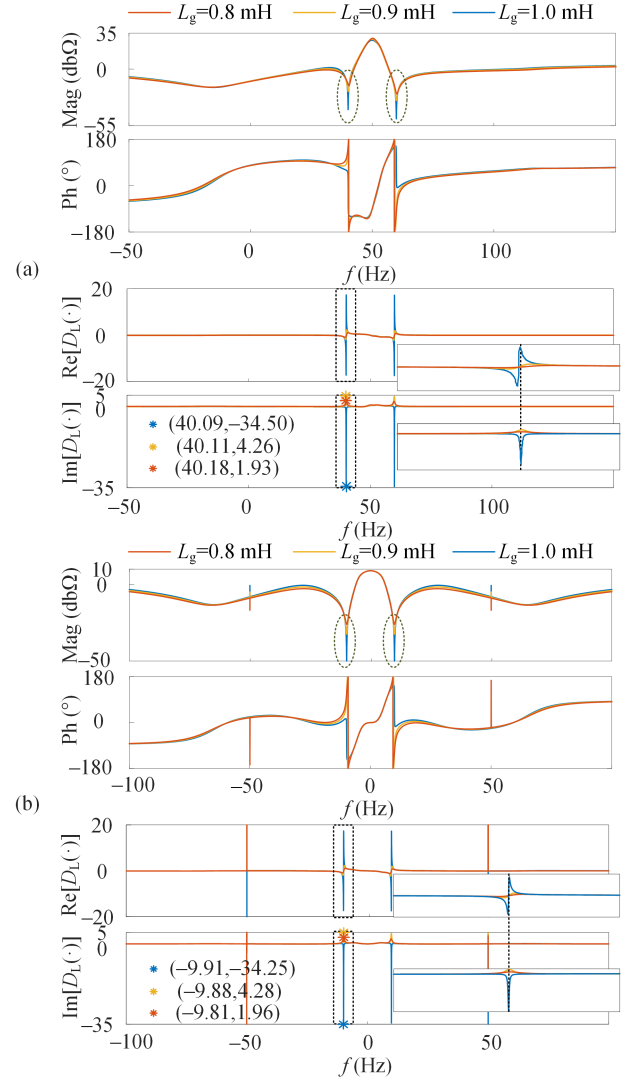 Lg=0.8 mH Lg=0.9 mH Lg=1.0 mH
35
0
−55
Mag (dbΩ)
180
0
−180
Ph (°)
−50 0 50 100
f (Hz)
(a)
20
0
−20
Re[DL(·)]
5
0
−35
Im[DL(·)]
(40.09,−34.50)
(40.11,4.26)
(40.18,1.93)
−50 0 50 100
f (Hz)
Lg=0.8 mH Lg=0.9 mH Lg=1.0 mH
10
0
−50
Mag (dbΩ)
180
0
−180
Ph (°)
−100 −50 0 50
f (Hz)
(b)
20
0
−20
Re[DL(·)]
5
0
−35
Im[DL(·)]
(−9.91,−34.25)
(−9.88,4.28)
(−9.81,1.96)
−100 −50 0 50
f (Hz)